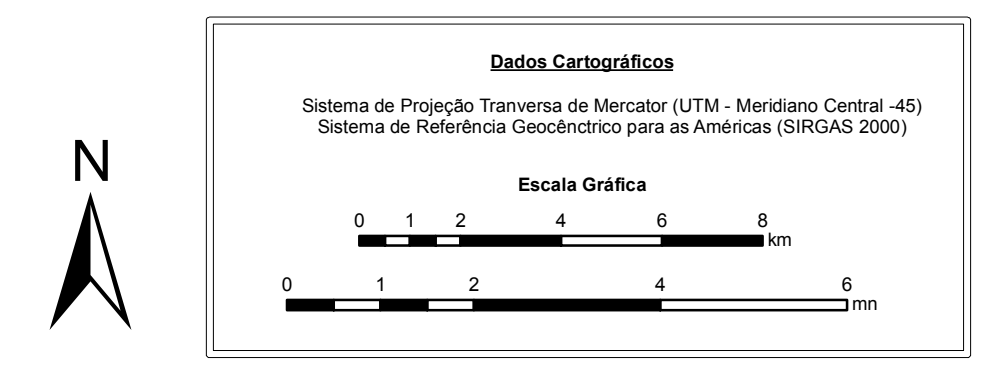 Dados Cartográficos
Sistema de Projeção Tranversa de Mercator (UTM - Meridiano Central -45)
Sistema de Referência Geocênctrico para as Américas (SIRGAS 2000)
N
Escala Gráfica
0 1 2 4 6 8
km
0 1 2 4 6
mn